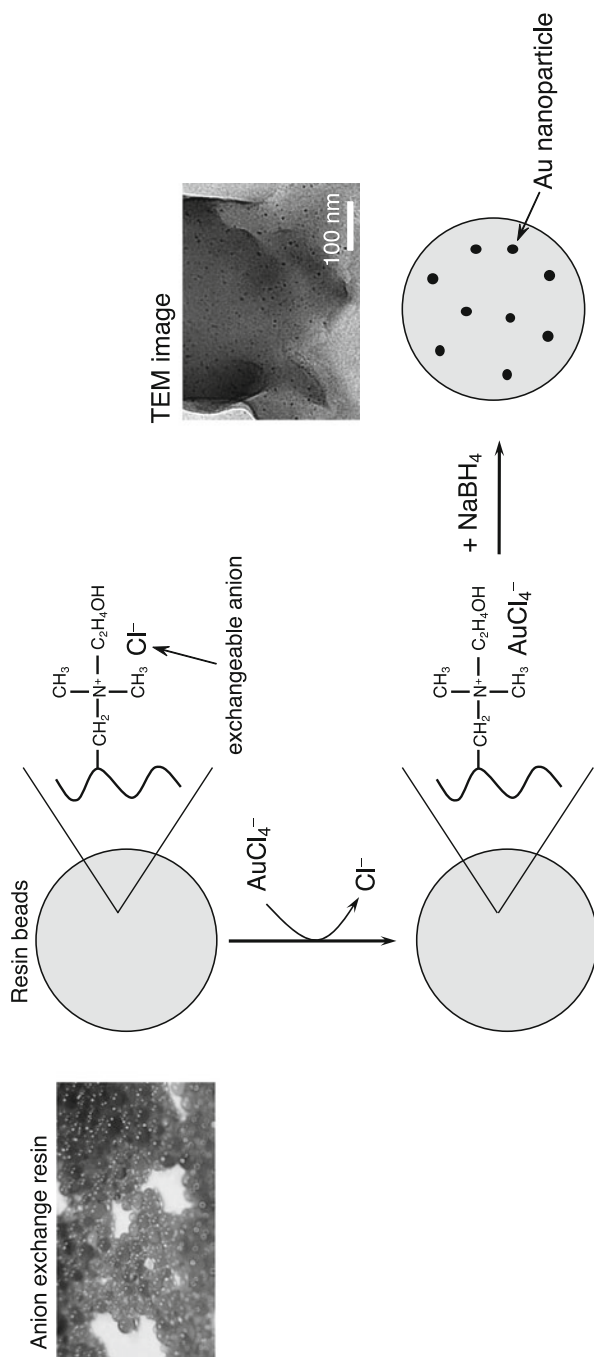 Anion exchange resin
Resin beads
CH₃
CH₂
N⁺
C₂H₄OH
CH₃
Cl⁻
exchangeable anion
AuCl₄⁻
Cl⁻
CH₃
CH₂
N⁺
C₂H₄OH
CH₃
AuCl₄⁻
+ NaBH₄
TEM image
100 nm
Au nanoparticle